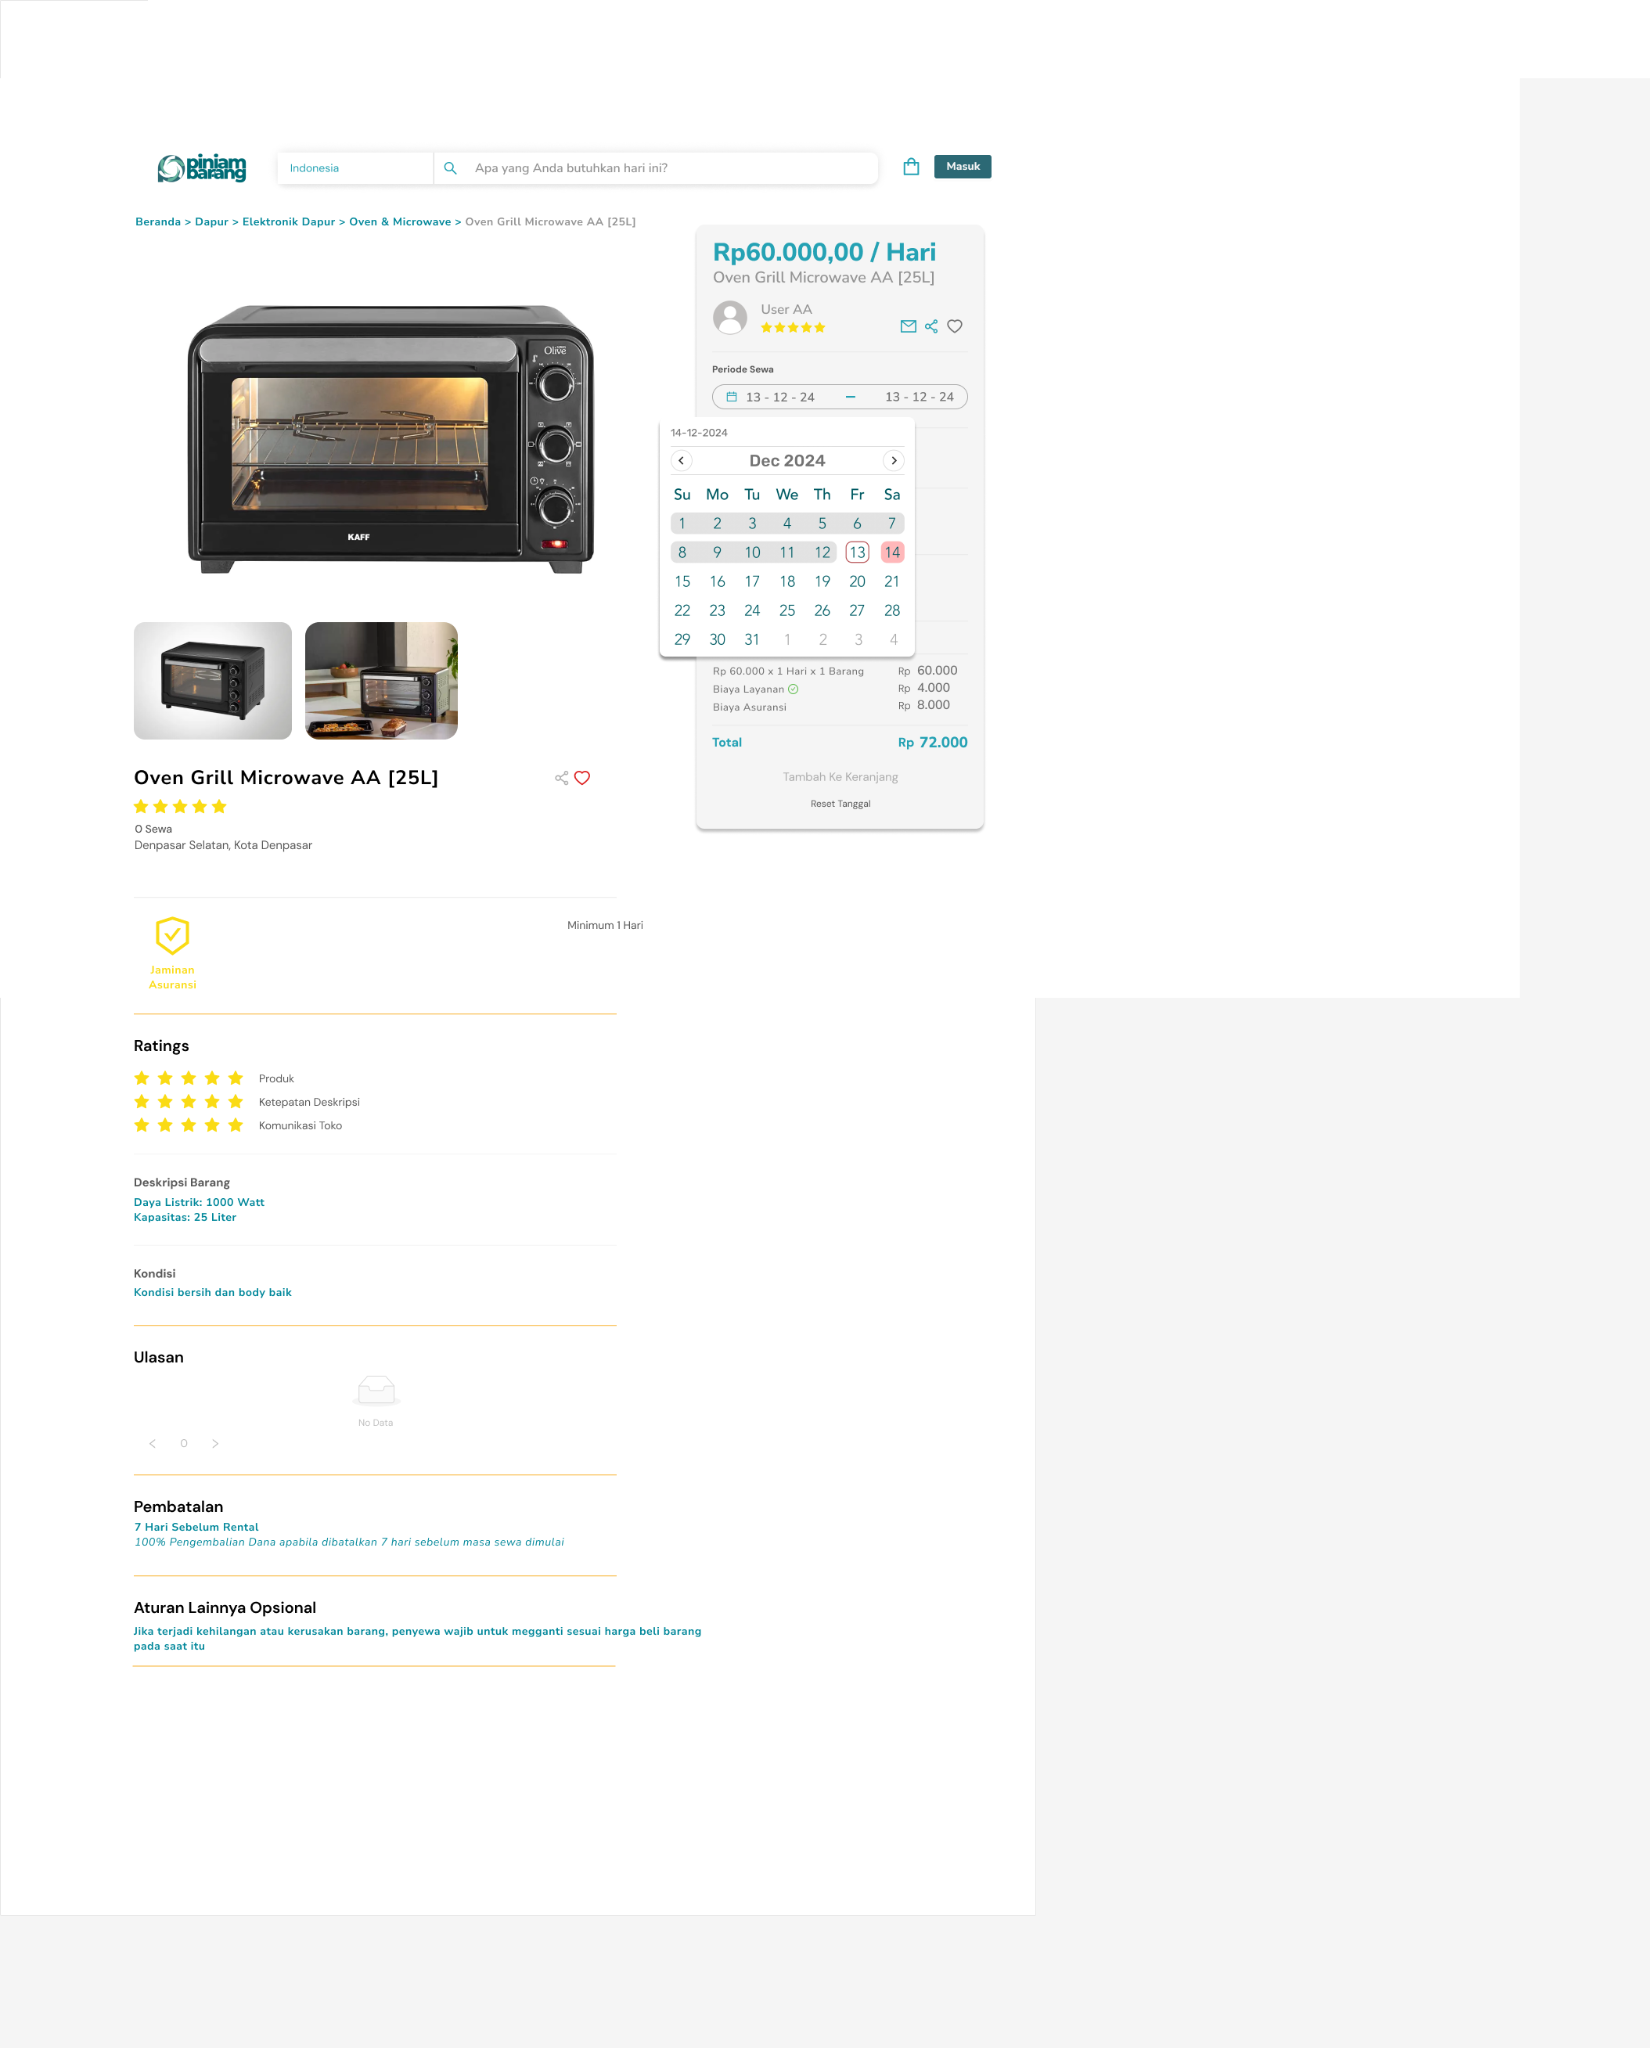 piniam
barang
Indonesia
Apa yang Anda butuhkan hari ini?
Masuk
Beranda > Dapur > Elektronik Dapur > Oven & Microwave > Oven Grill Microwave AA [25L]
Rp60.000,00 / Hari
Oven Grill Microwave AA [25L]
User AA
Periode Sewa
13 - 12 - 24 — 13 - 12 - 24
14-12-2024
Dec 2024
Su Mo Tu We Th Fr Sa
1 2 3 4 5 6 7
8 9 10 11 12 13 14
15 16 17 18 19 20 21
22 23 24 25 26 27 28
29 30 31 1 2 3 4
Rp 60.000 x 1 Hari x 1 Barang Rp 60.000
Biaya Layanan Rp 4.000
Biaya Asuransi Rp 8.000
Total Rp 72.000
Tambah Ke Keranjang
Reset Tanggal
Olive
KAFF
Oven Grill Microwave AA [25L]
0 Sewa
Denpasar Selatan, Kota Denpasar
Minimum 1 Hari
Jaminan
Asuransi
Ratings
Produk
Ketepatan Deskripsi
Komunikasi Toko
Deskripsi Barang
Daya Listrik: 1000 Watt
Kapasitas: 25 Liter
Kondisi
Kondisi bersih dan body baik
Ulasan
No Data
< 0 >
Pembatalan
7 Hari Sebelum Rental
100% Pengembalian Dana apabila dibatalkan 7 hari sebelum masa sewa dimulai
Aturan Lainnya Opsional
Jika terjadi kehilangan atau kerusakan barang, penyewa wajib untuk megganti sesuai harga beli barang
pada saat itu